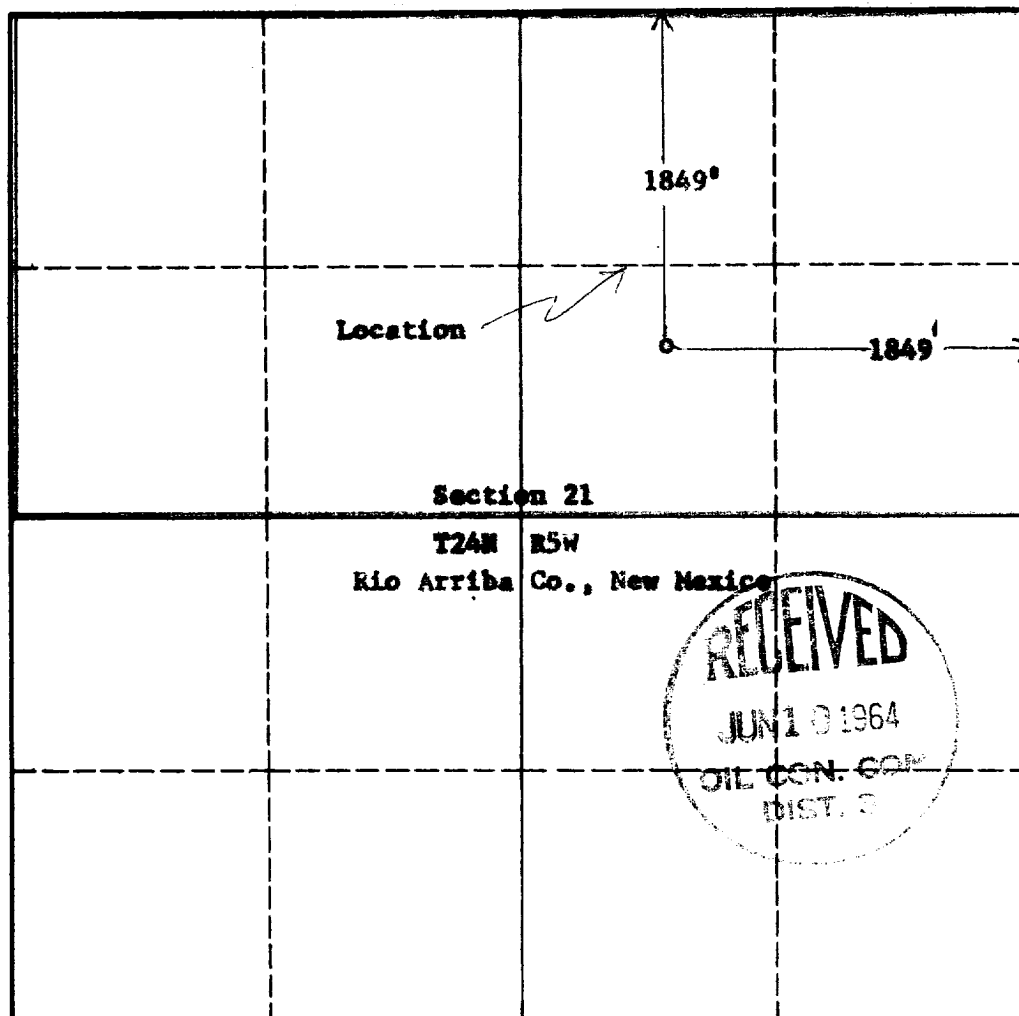 1849'
Location
1849'
Section 21
T24N R5W
Rio Arriba Co., New Mexico
RECEIVED
JUN 1 0 1964
OIL CON. COM
DIST. 3